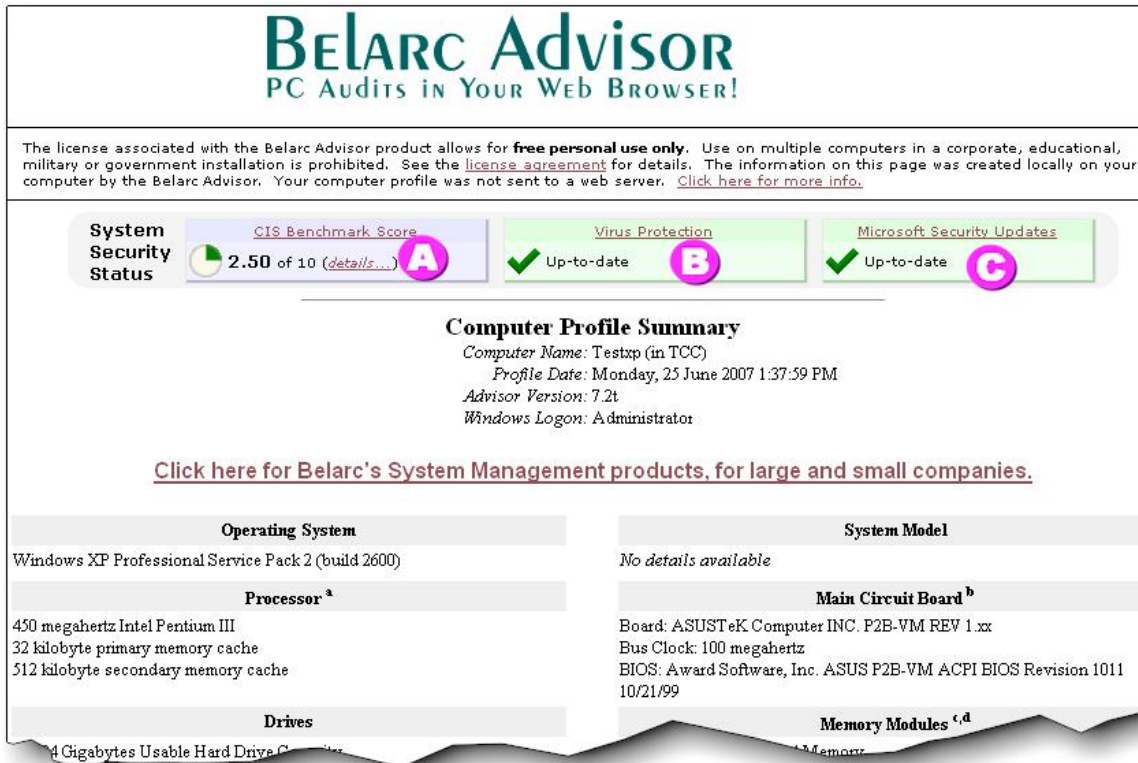 Belarc Advisor
PC Audits in Your Web Browser!
The license associated with the Belarc Advisor product allows for free personal use only. Use on multiple computers in a corporate, educational,
military or government installation is prohibited. See the license agreement for details. The information on this page was created locally on your
computer by the Belarc Advisor. Your computer profile was not sent to a web server. Click here for more info.
System
Security
Status
CIS Benchmark Score
2.50 of 10 (details...)
A
Virus Protection
Up-to-date
B
Microsoft Security Updates
Up-to-date
C
Computer Profile Summary
Computer Name: Testxp (in TCC)
Profile Date: Monday, 25 June 2007 1:37:59 PM
Advisor Version: 7.2t
Windows Logon: Administrator
Click here for Belarc's System Management products, for large and small companies.
Operating System
Windows XP Professional Service Pack 2 (build 2600)
System Model
No details available
Processor a
450 megahertz Intel Pentium III
32 kilobyte primary memory cache
512 kilobyte secondary memory cache
Main Circuit Board b
Board: ASUSTeK Computer INC. P2B-VM REV 1.xx
Bus Clock: 100 megahertz
BIOS: Award Software, Inc. ASUS P2B-VM ACPI BIOS Revision 1011
10/21/99
Drives
Gigabytes Usable Hard Drive
Memory Modules c,d
Memory